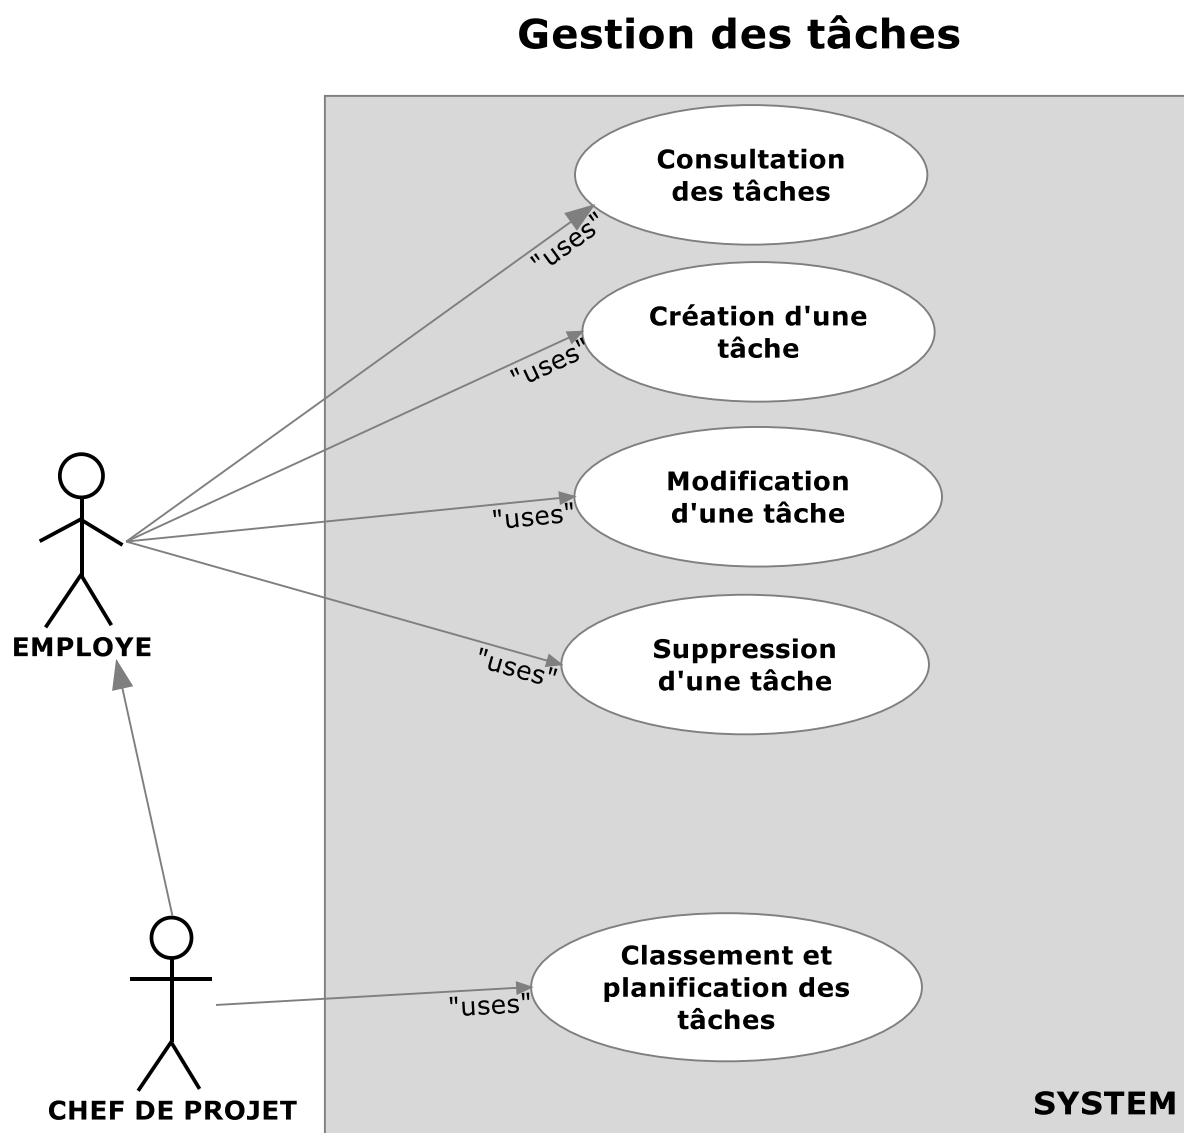 Gestion des tâches
Consultation
des tâches
"uses"
Création d'une
tâche
"uses"
Modification
d'une tâche
"uses"
EMPLOYE
Suppression
d'une tâche
"uses"
Classement et
planification des
tâches
"uses"
CHEF DE PROJET
SYSTEM